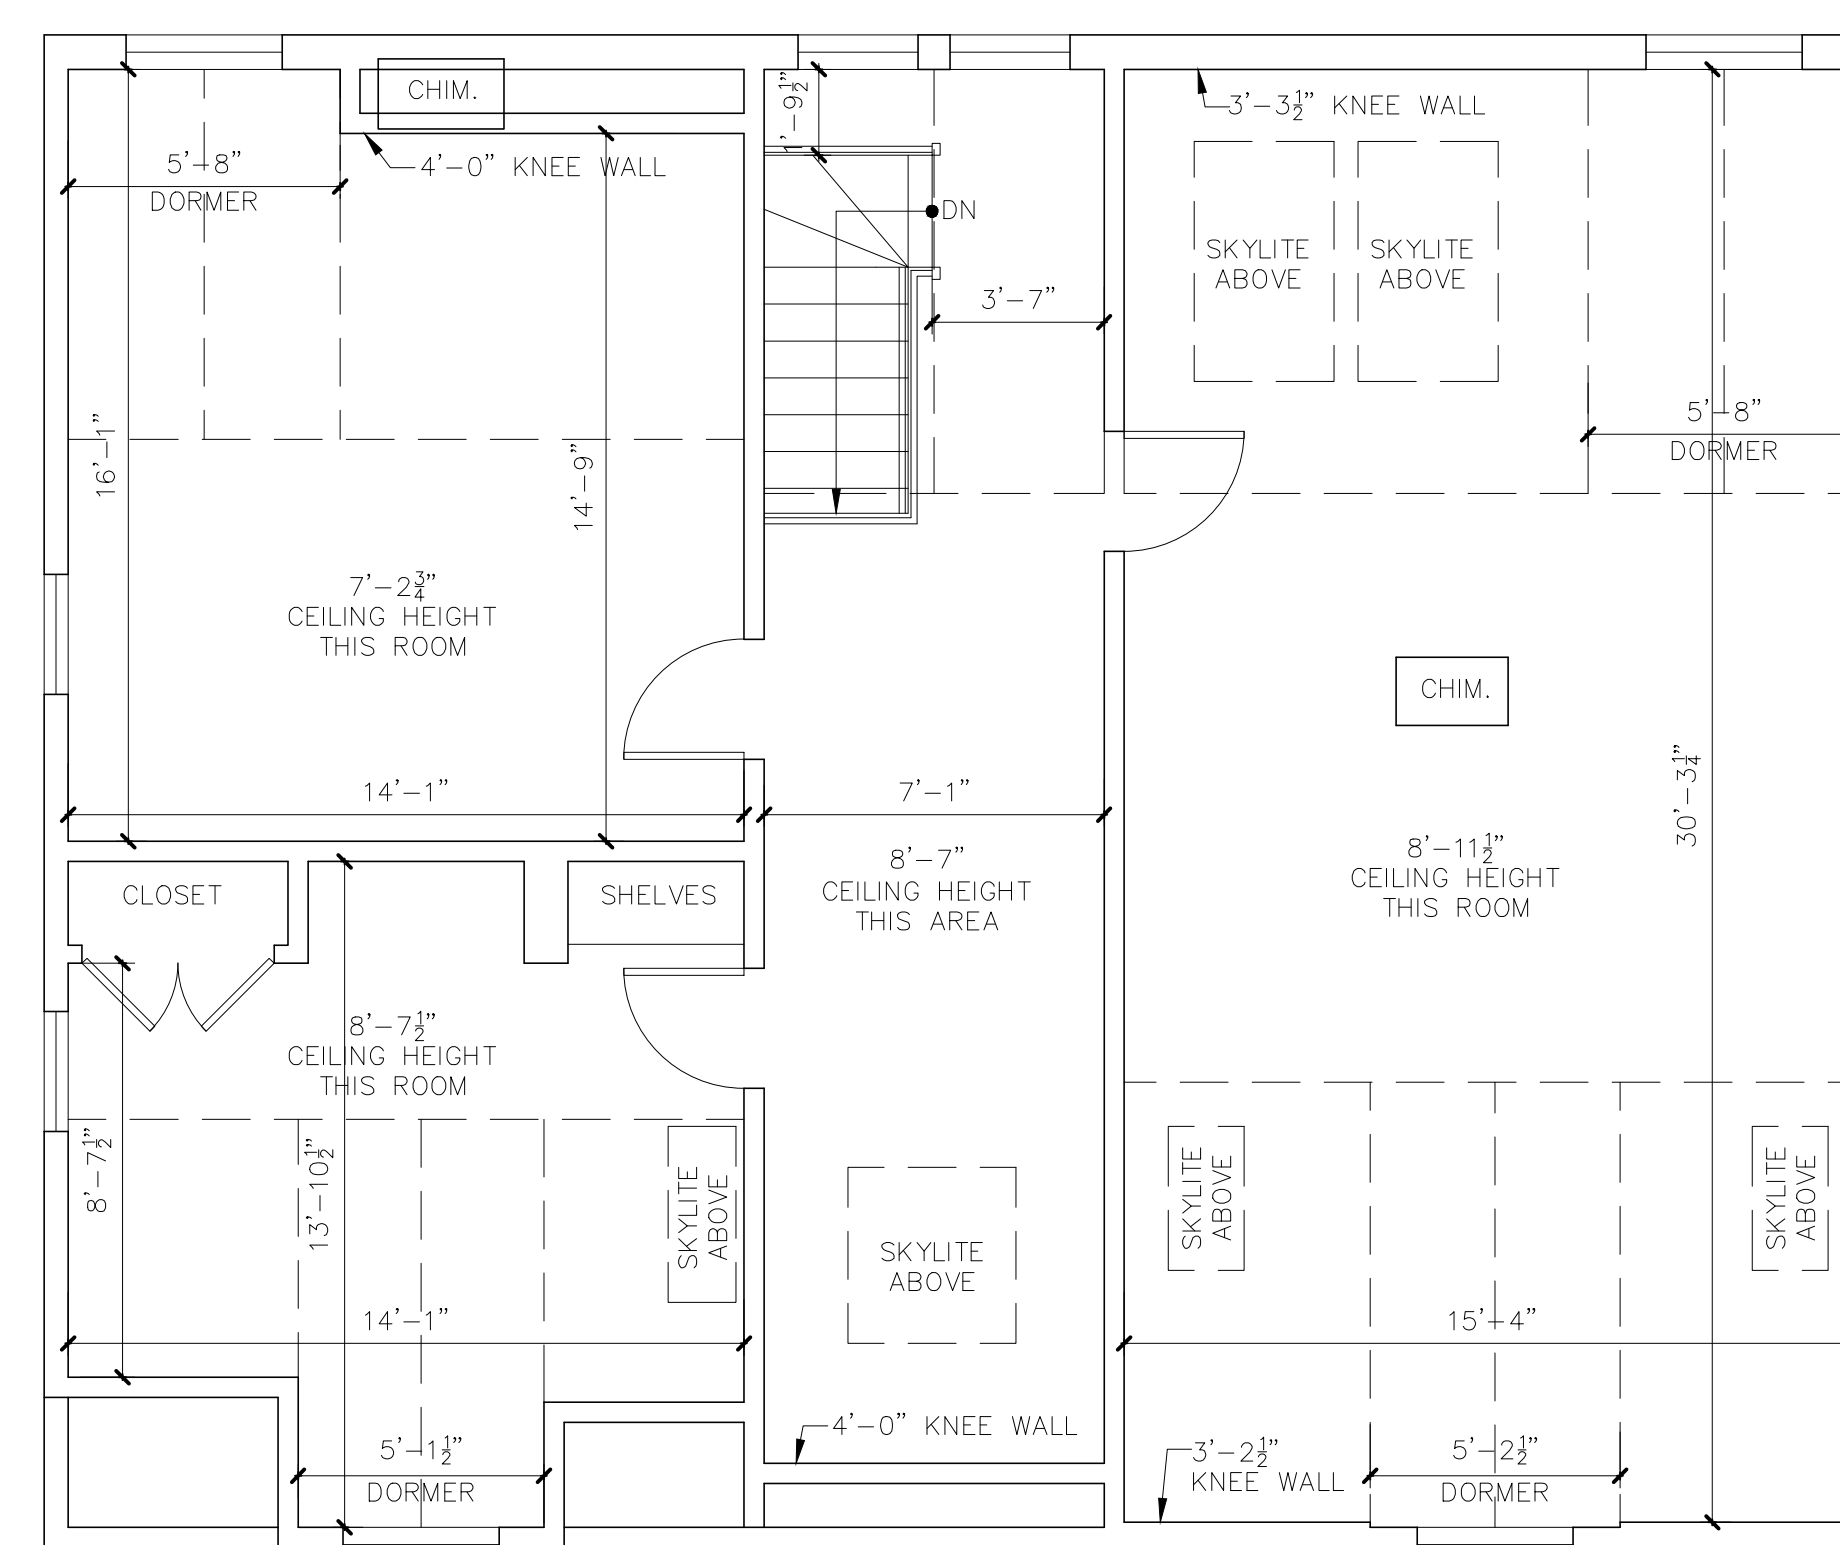 CHIM.
1'-9½"
3'-3½" KNEE WALL
5'-8"
DORMER
4'-0" KNEE WALL
DN
SKYLITE
ABOVE
SKYLITE
ABOVE
3'-7"
5'-8"
DORMER
16'-1"
14'-9"
7'-2¾"
CEILING HEIGHT
THIS ROOM
CHIM.
14'-1"
7'-1"
30'-3¼"
8'-7"
CEILING HEIGHT
THIS AREA
8'-11½"
CEILING HEIGHT
THIS ROOM
CLOSET
SHELVES
8'-7½"
CEILING HEIGHT
THIS ROOM
8'-7½"
13'-10½"
SKYLITE
ABOVE
SKYLITE
ABOVE
SKYLITE
ABOVE
SKYLITE
ABOVE
14'-1"
15'-4"
4'-0" KNEE WALL
5'-1½"
DORMER
3'-2½"
KNEE WALL
5'-2½"
DORMER